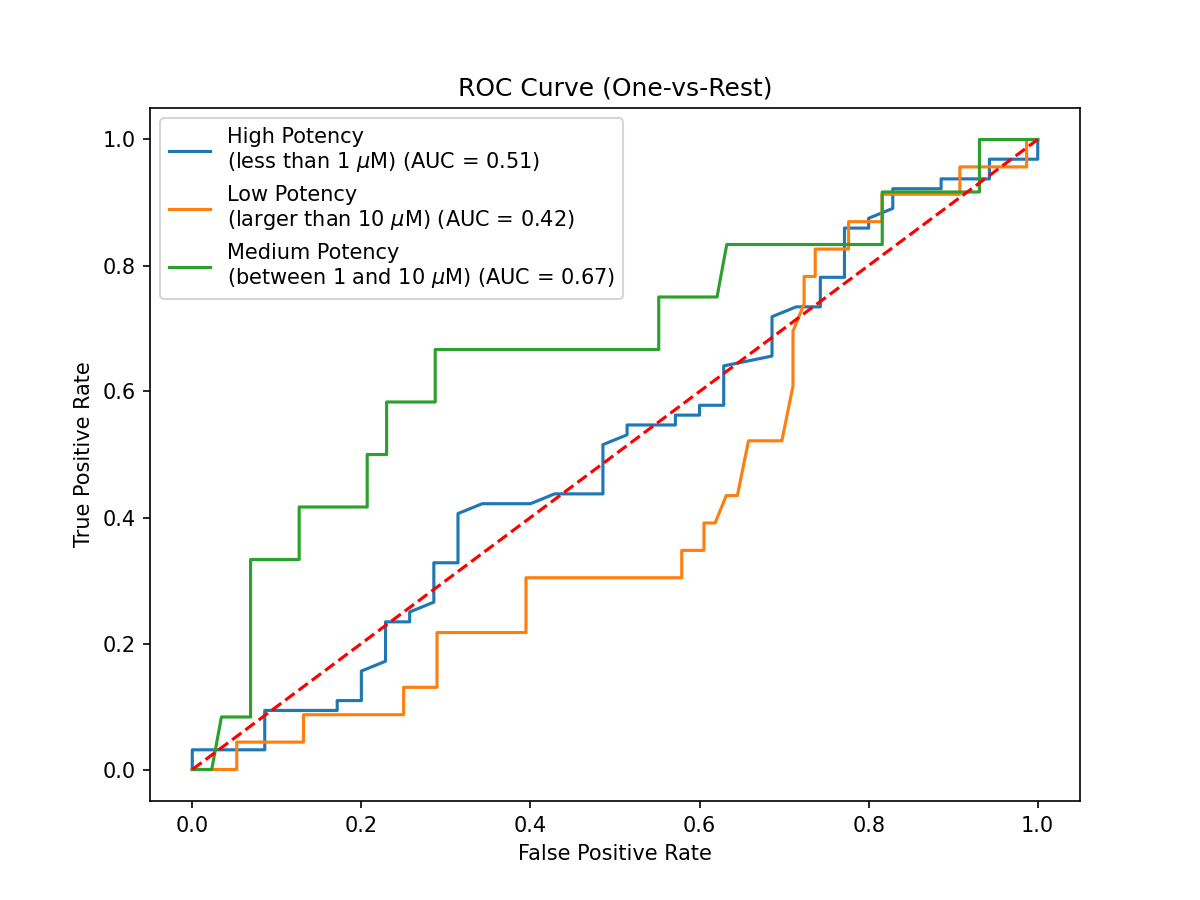 ROC Curve (One-vs-Rest)
High Potency
(less than 1 μM) (AUC = 0.51)
Low Potency
(larger than 10 μM) (AUC = 0.42)
Medium Potency
(between 1 and 10 μM) (AUC = 0.67)
True Positive Rate
1.0
0.8
0.6
0.4
0.2
0.0
0.0 0.2 0.4 0.6 0.8 1.0
False Positive Rate